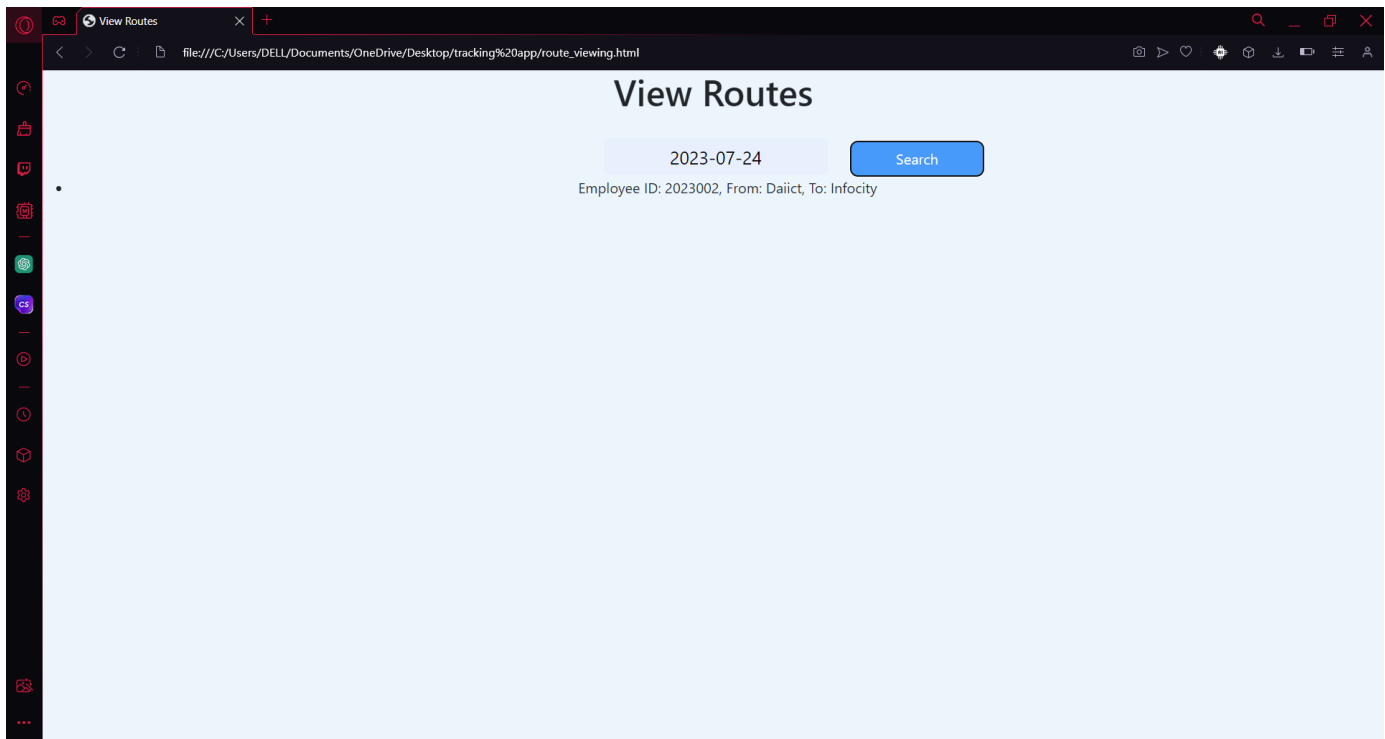 View Routes
file:///C:/Users/DELL/Documents/OneDrive/Desktop/tracking%20app/route_viewing.html
View Routes
2023-07-24 Search
Employee ID: 2023002, From: Daiict, To: Infocity
CS